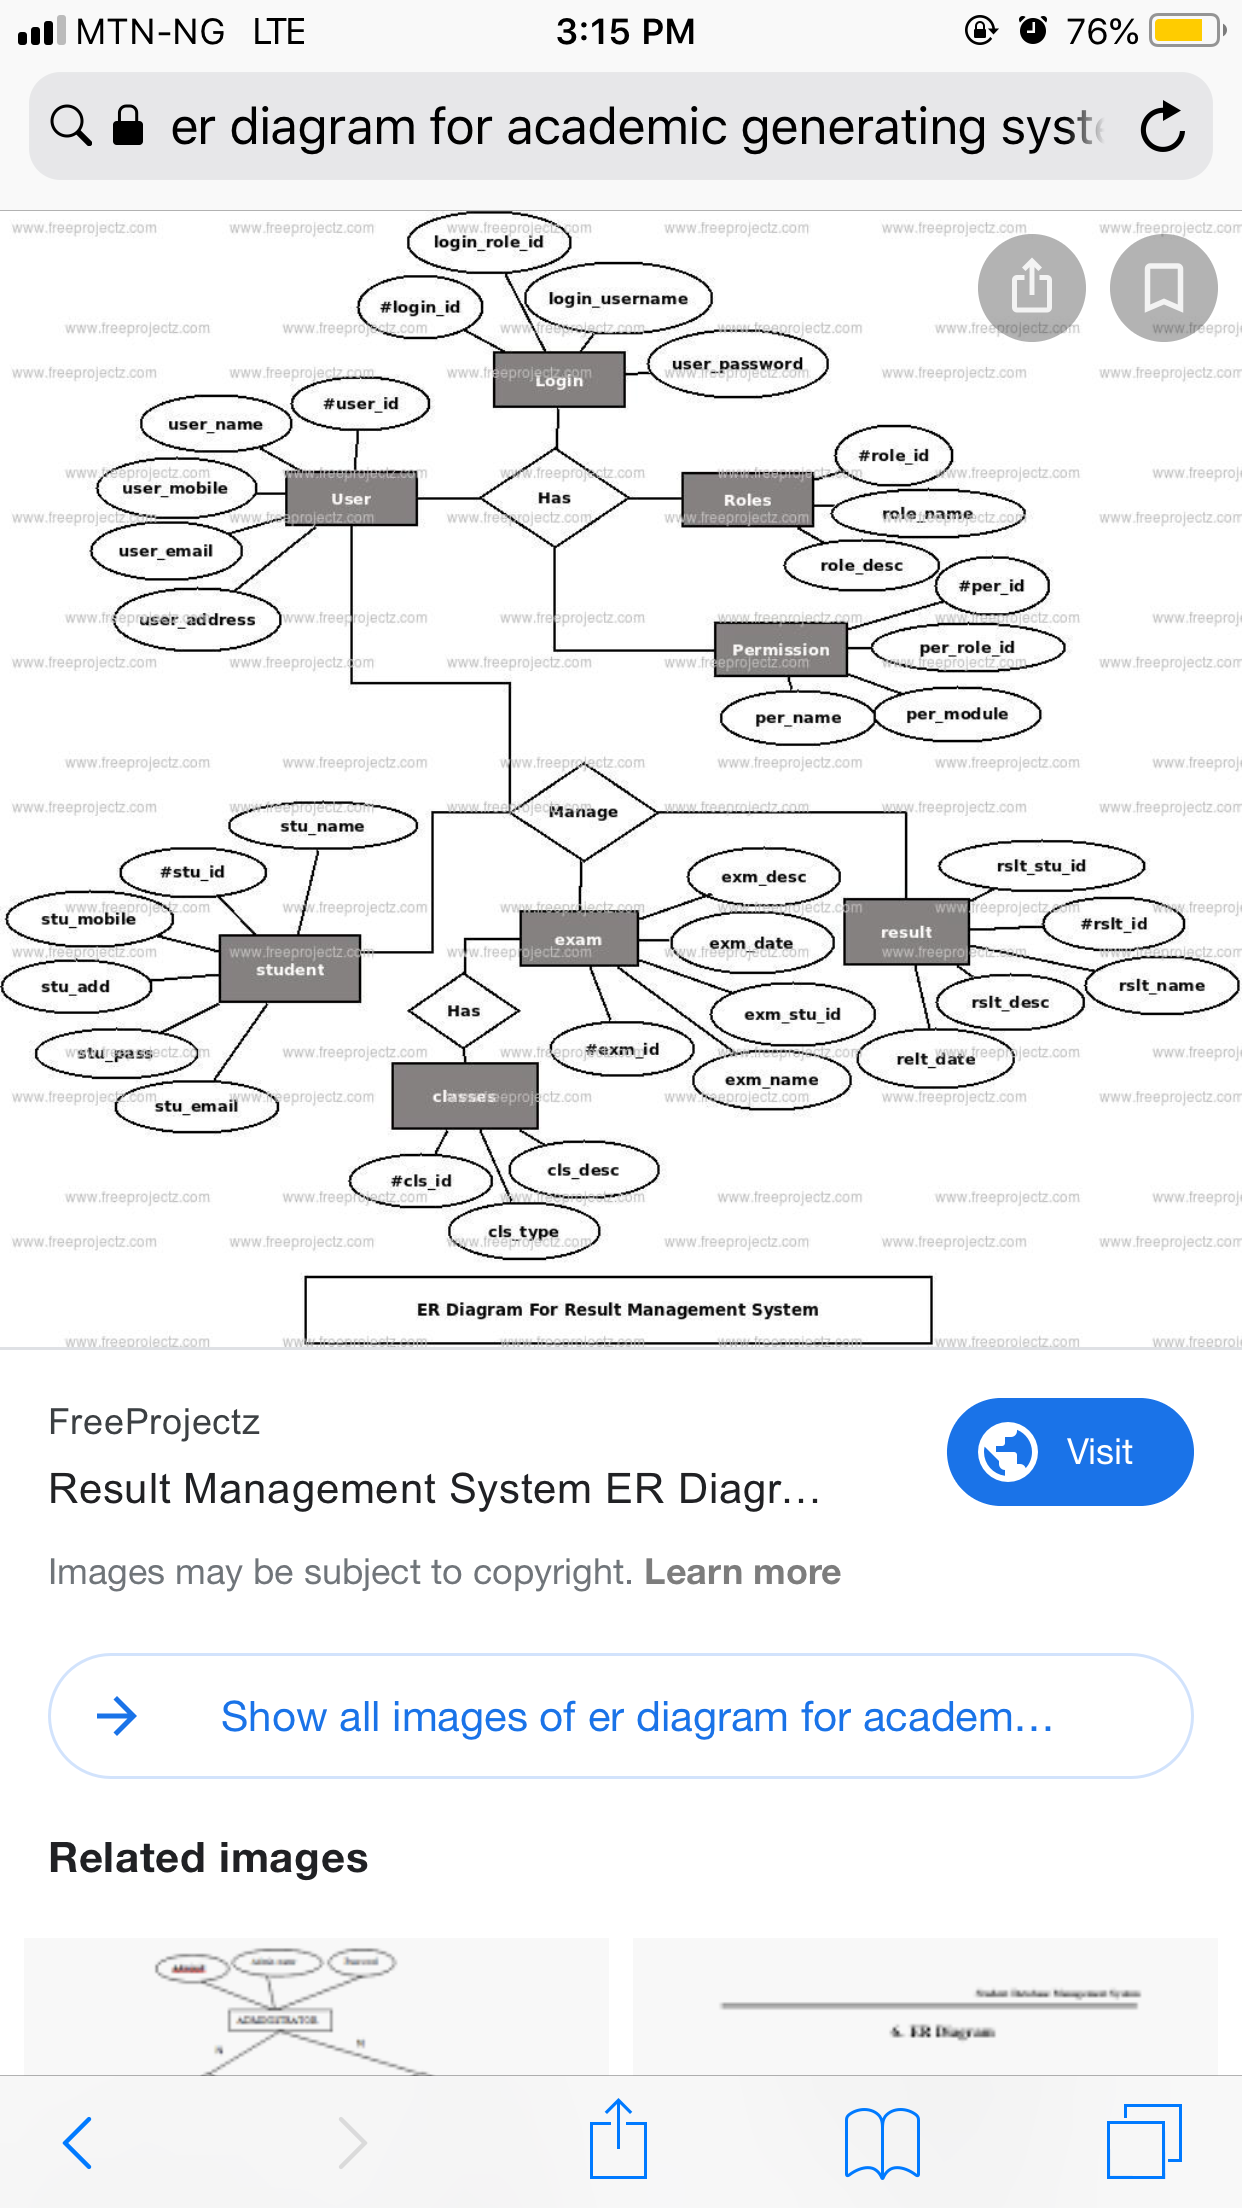 MTN-NG LTE 3:15 PM 76%
er diagram for academic generating syste
www.freeprojectz.com
login_role_id
#login_id
login_username
user_password
Login
#user_id
user_name
user_mobile
user_email
user_address
User
Has
Roles
#role_id
role_name
role_desc
#per_id
Permission
per_role_id
per_name
per_module
Manage
stu_name
#stu_id
stu_mobile
stu_add
stu_pass
stu_email
student
exm_desc
exam
exm_date
exm_stu_id
#exm_id
exm_name
rslt_stu_id
result
#rslt_id
rslt_name
rslt_desc
relt_date
Has
classes
#cls_id
cls_desc
cls_type
ER Diagram For Result Management System
FreeProjectz
Result Management System ER Diagr...
Visit
Images may be subject to copyright. Learn more
Show all images of er diagram for academ...
Related images
ADMINISTRATOR
N
M
Student Database Management System
6. ER Diagram